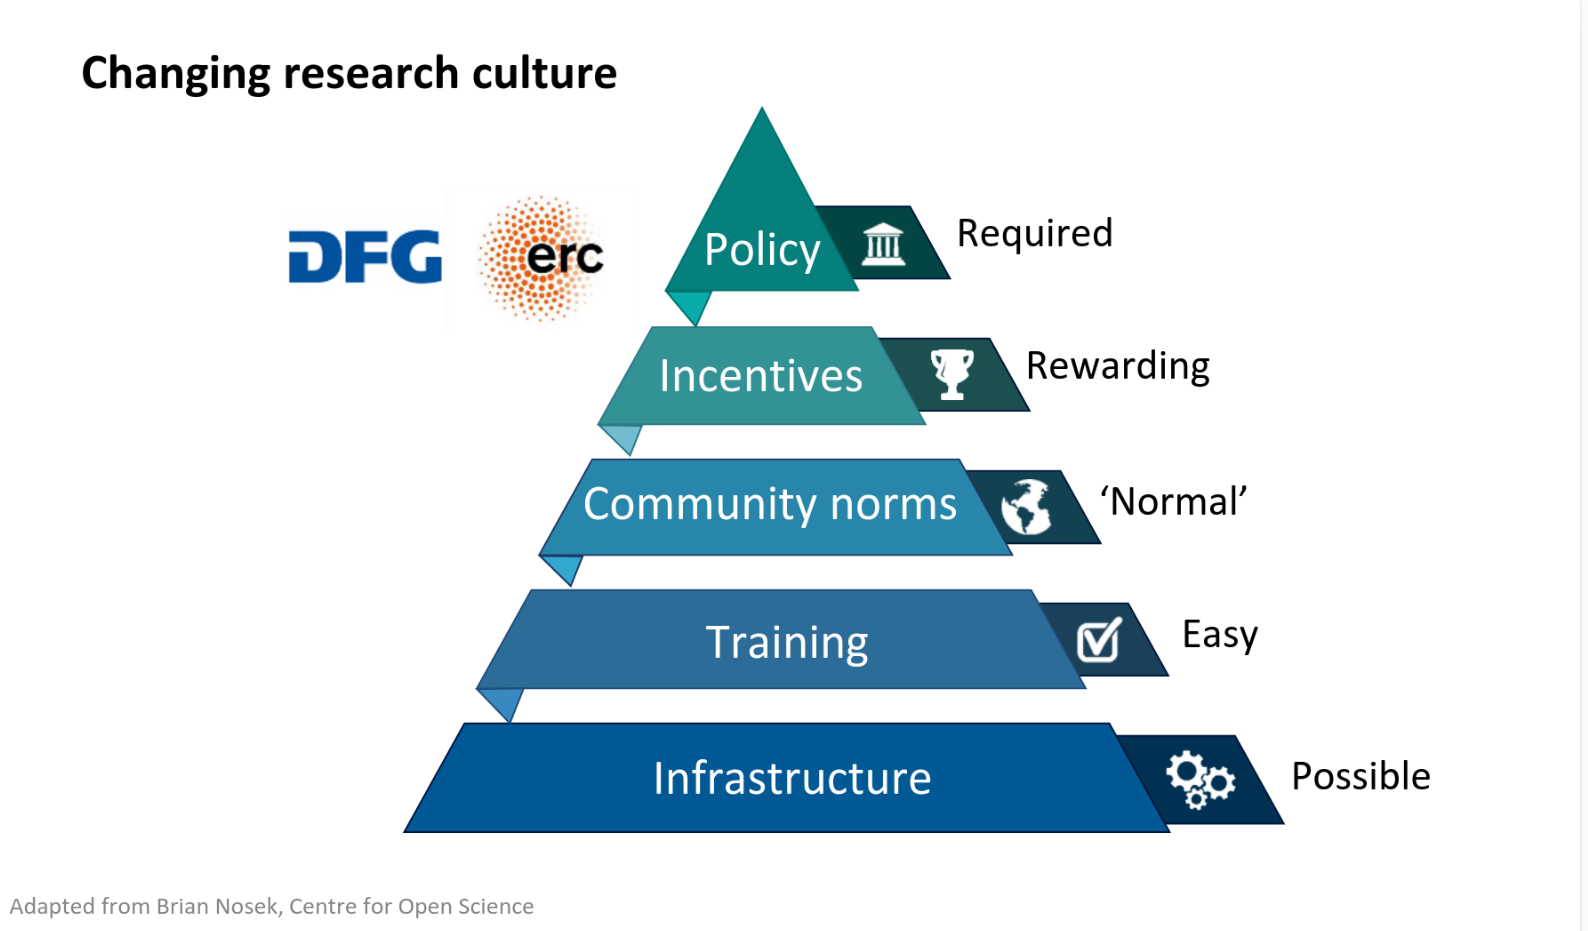 Changing research culture
DFG
erc
Policy
Required
Incentives
Rewarding
Community norms
‘Normal’
Training
Easy
Infrastructure
Possible
Adapted from Brian Nosek, Centre for Open Science